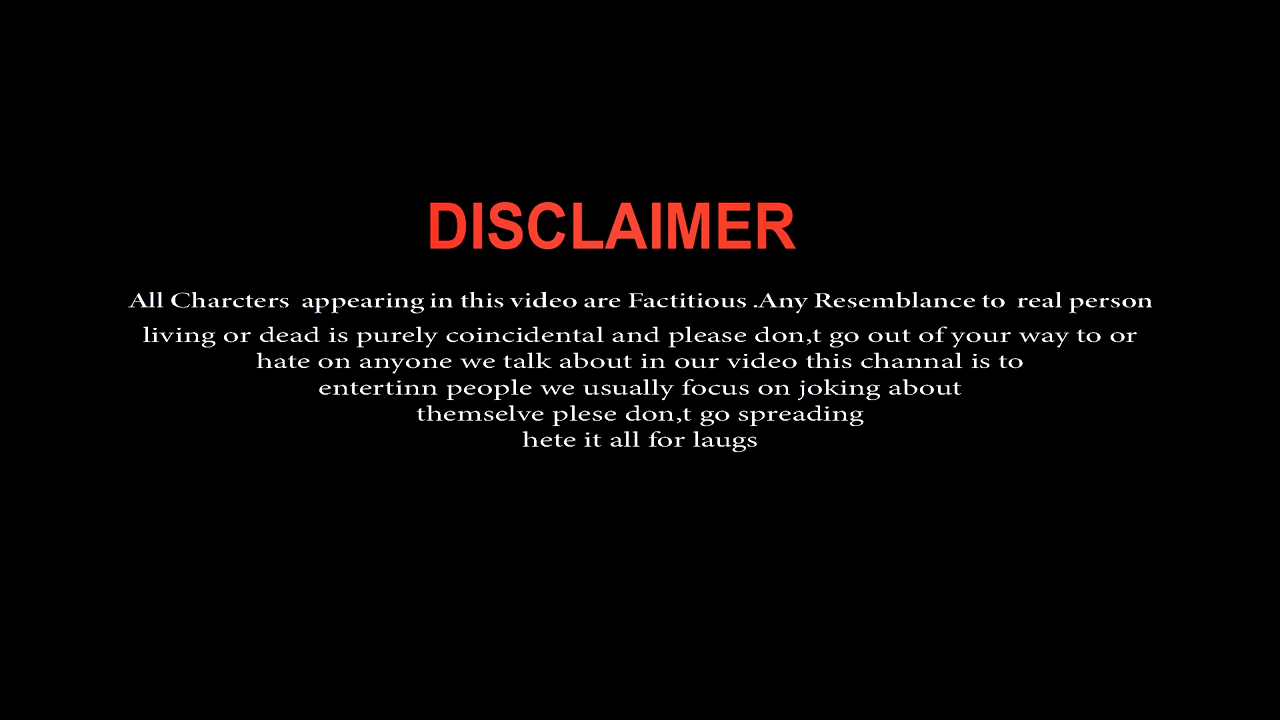 DISCLAIMER
All Charcters appearing in this video are Factitious .Any Resemblance to real person
living or dead is purely coincidental and please don,t go out of your way to or
hate on anyone we talk about in our video this channal is to
entertinn people we usually focus on joking about
themselve plese don,t go spreading
hete it all for laugs